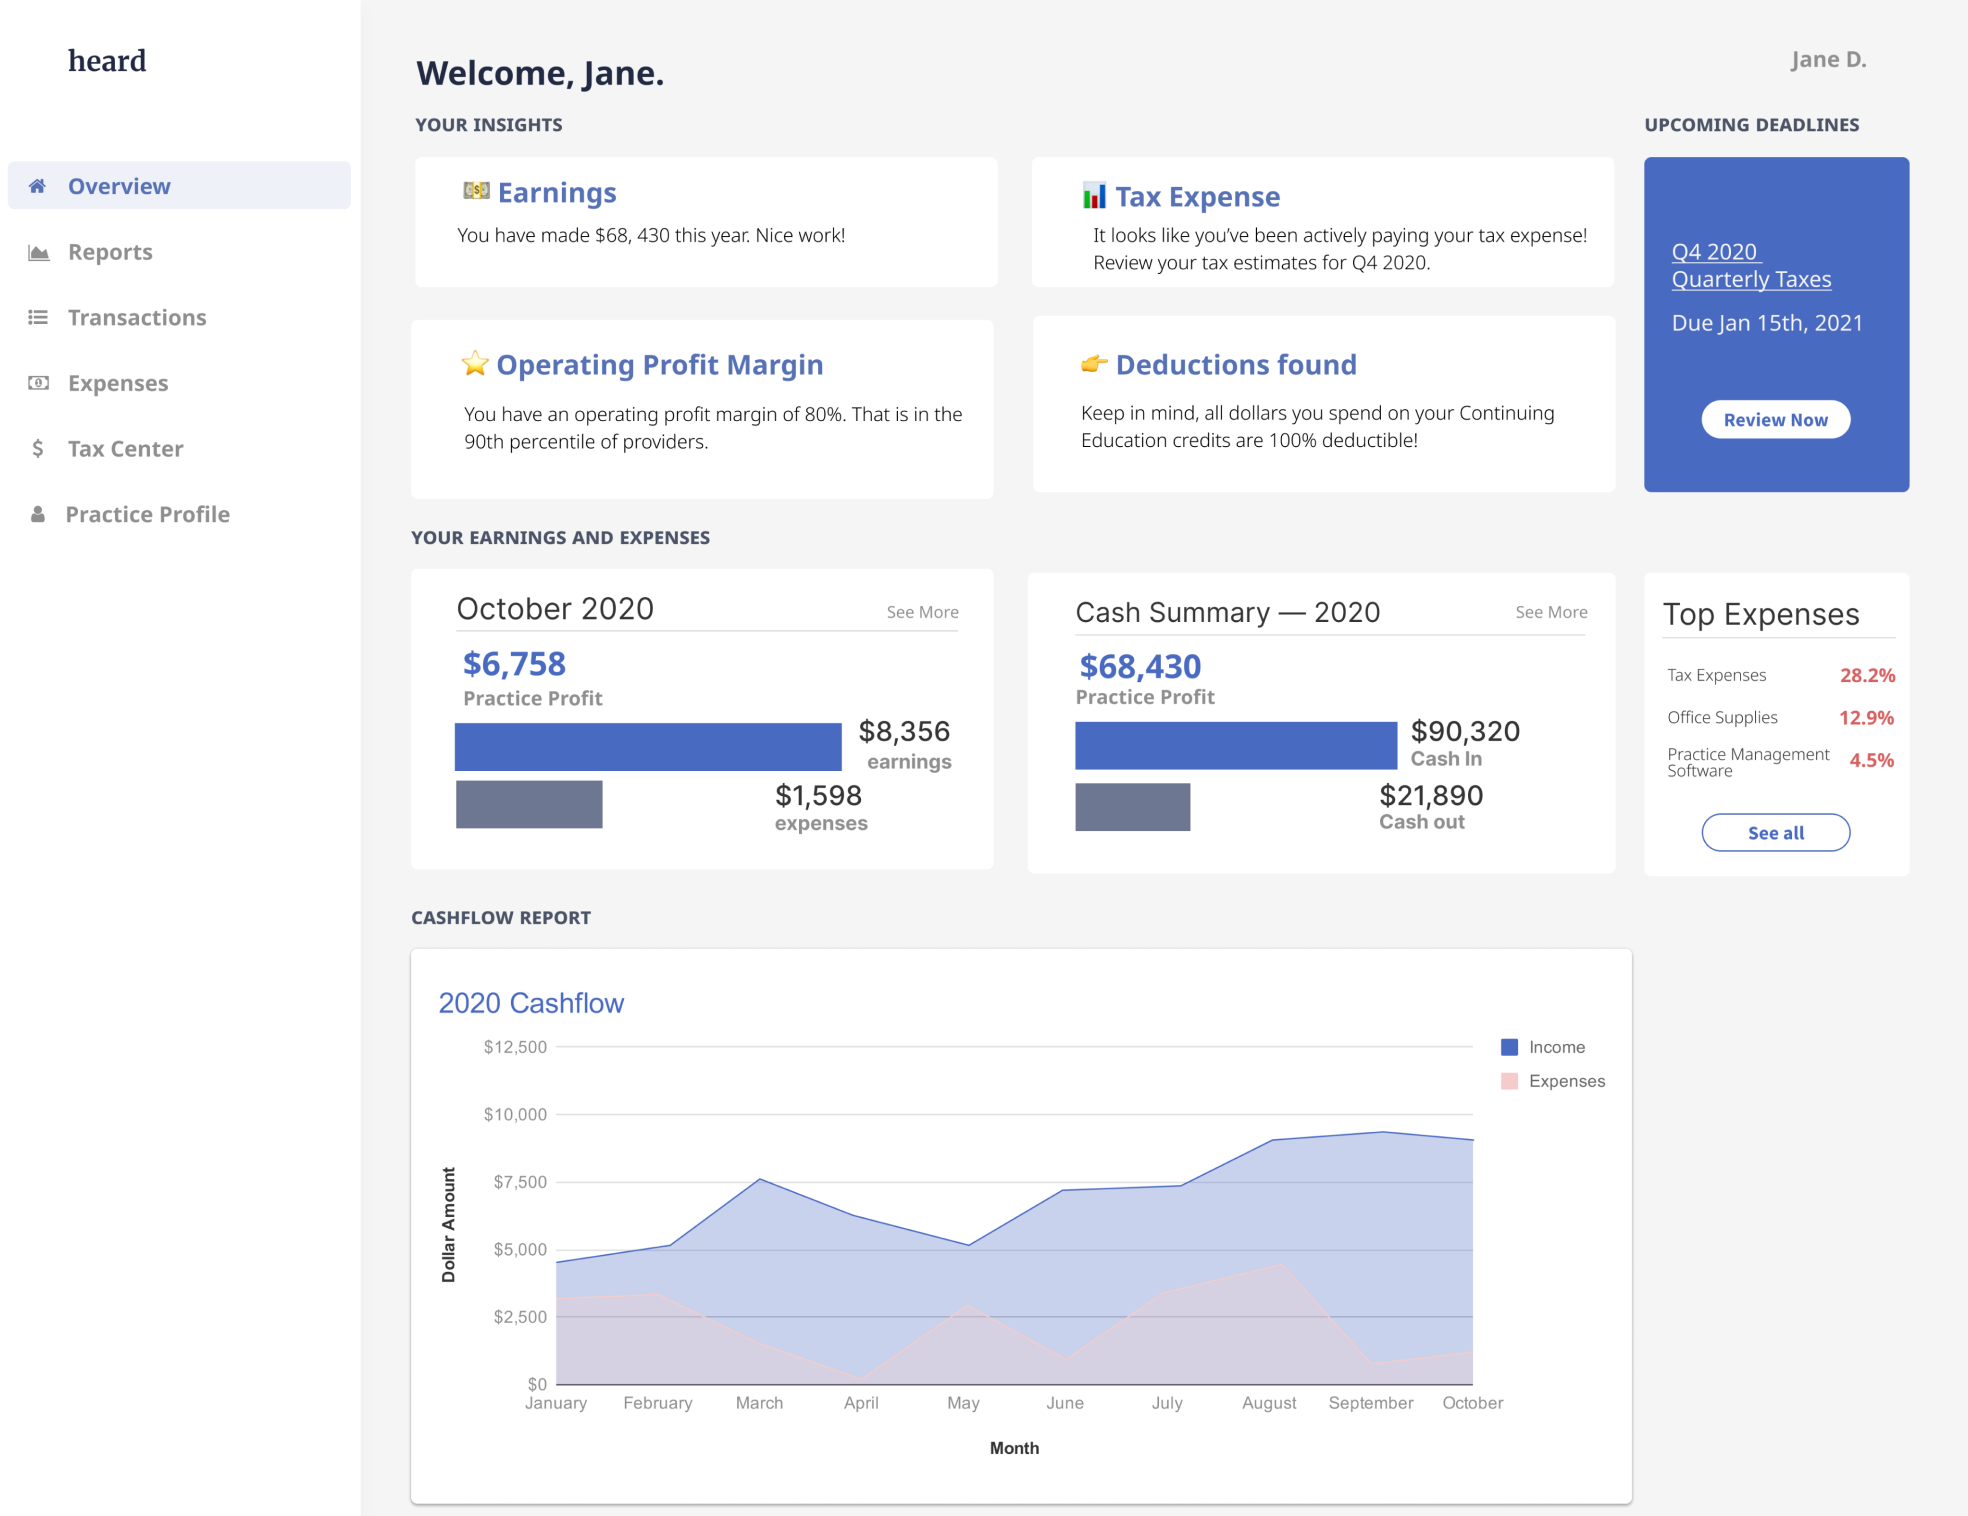 heard
Overview
Reports
Transactions
Expenses
Tax Center
Practice Profile
Welcome, Jane.
Jane D.
YOUR INSIGHTS
Earnings
You have made $68, 430 this year. Nice work!
Tax Expense
It looks like you've been actively paying your tax expense!
Review your tax estimates for Q4 2020.
Operating Profit Margin
You have an operating profit margin of 80%. That is in the
90th percentile of providers.
Deductions found
Keep in mind, all dollars you spend on your Continuing
Education credits are 100% deductible!
UPCOMING DEADLINES
Q4 2020
Quarterly Taxes
Due Jan 15th, 2021
Review Now
YOUR EARNINGS AND EXPENSES
October 2020
See More
$6,758
Practice Profit
$8,356
earnings
$1,598
expenses
Cash Summary — 2020
See More
$68,430
Practice Profit
$90,320
Cash In
$21,890
Cash out
Top Expenses
Tax Expenses 28.2%
Office Supplies 12.9%
Practice Management
Software
4.5%
See all
CASHFLOW REPORT
2020 Cashflow
Income
Expenses
Dollar Amount
$12,500
$10,000
$7,500
$5,000
$2,500
$0
January February March April May June July August September October
Month